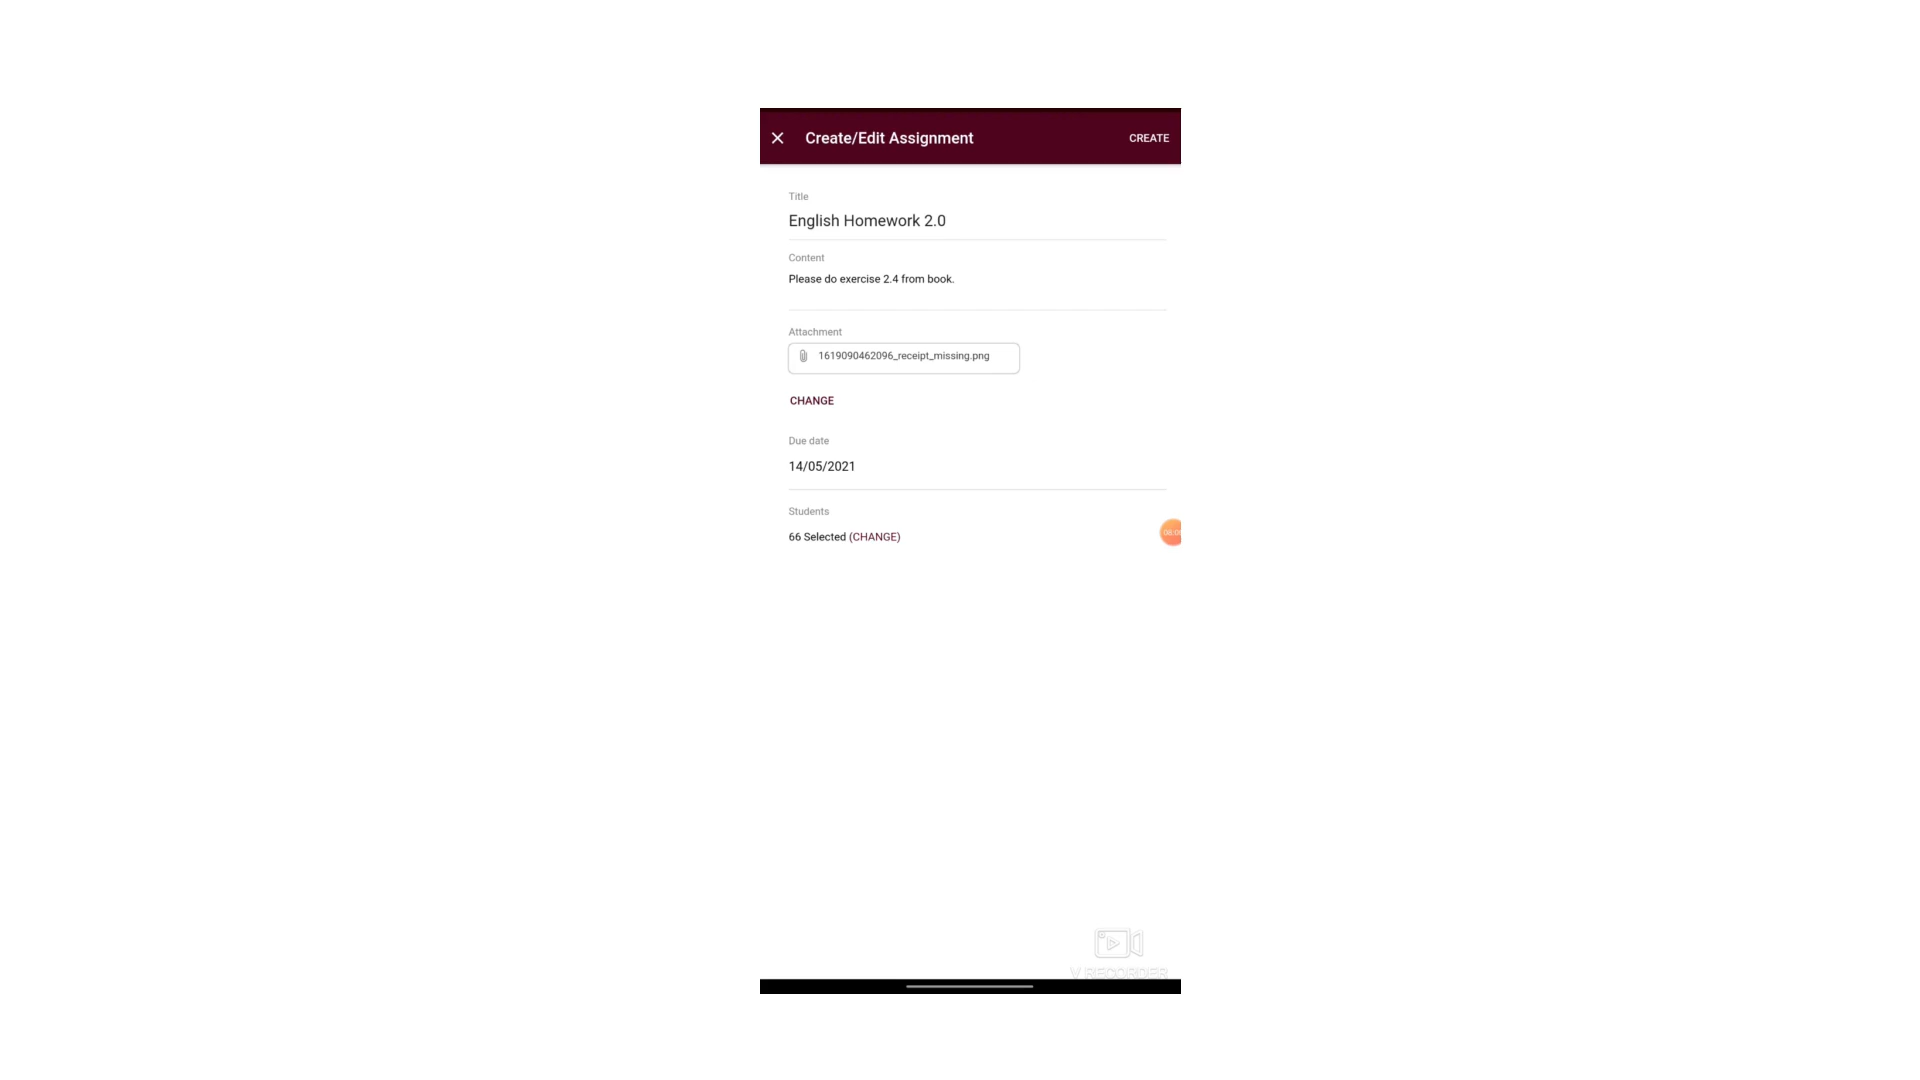 Create/Edit Assignment
CREATE
Title
English Homework 2.0
Content
Please do exercise 2.4 from book.
Attachment
1619090462096_receipt_missing.png
CHANGE
Due date
14/05/2021
Students
66 Selected (CHANGE)
V RECORDER